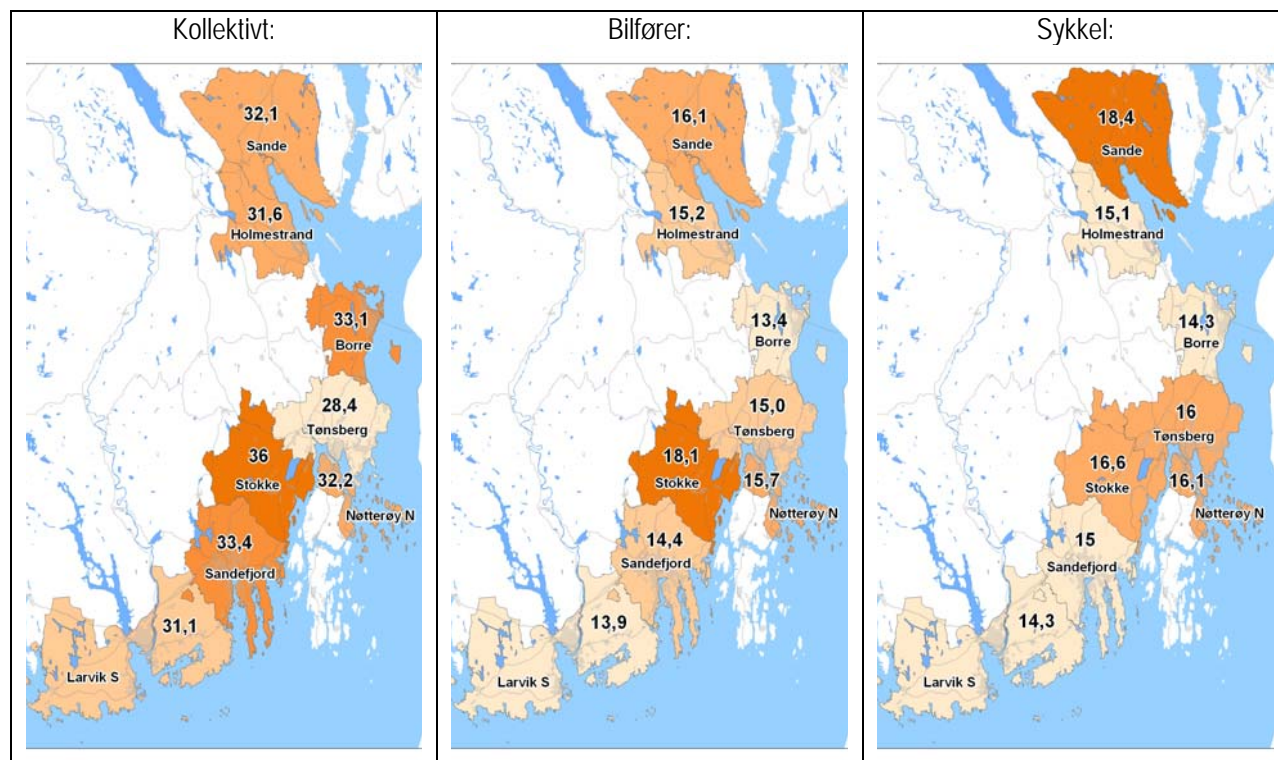 Kollektivt:
32,1
Sande
31,6
Holmestrand
33,1
Borre
28,4
Tønsberg
36
Stokke
32,2
Nøtterøy N
33,4
Sandefjord
31,1
Larvik S
Bilfører:
16,1
Sande
15,2
Holmestrand
13,4
Borre
15,0
Tønsberg
18,1
Stokke
15,7
Nøtterøy N
14,4
Sandefjord
13,9
Larvik S
Sykkel:
18,4
Sande
15,1
Holmestrand
14,3
Borre
16
Tønsberg
16,6
Stokke
16,1
Nøtterøy N
15
Sandefjord
14,3
Larvik S